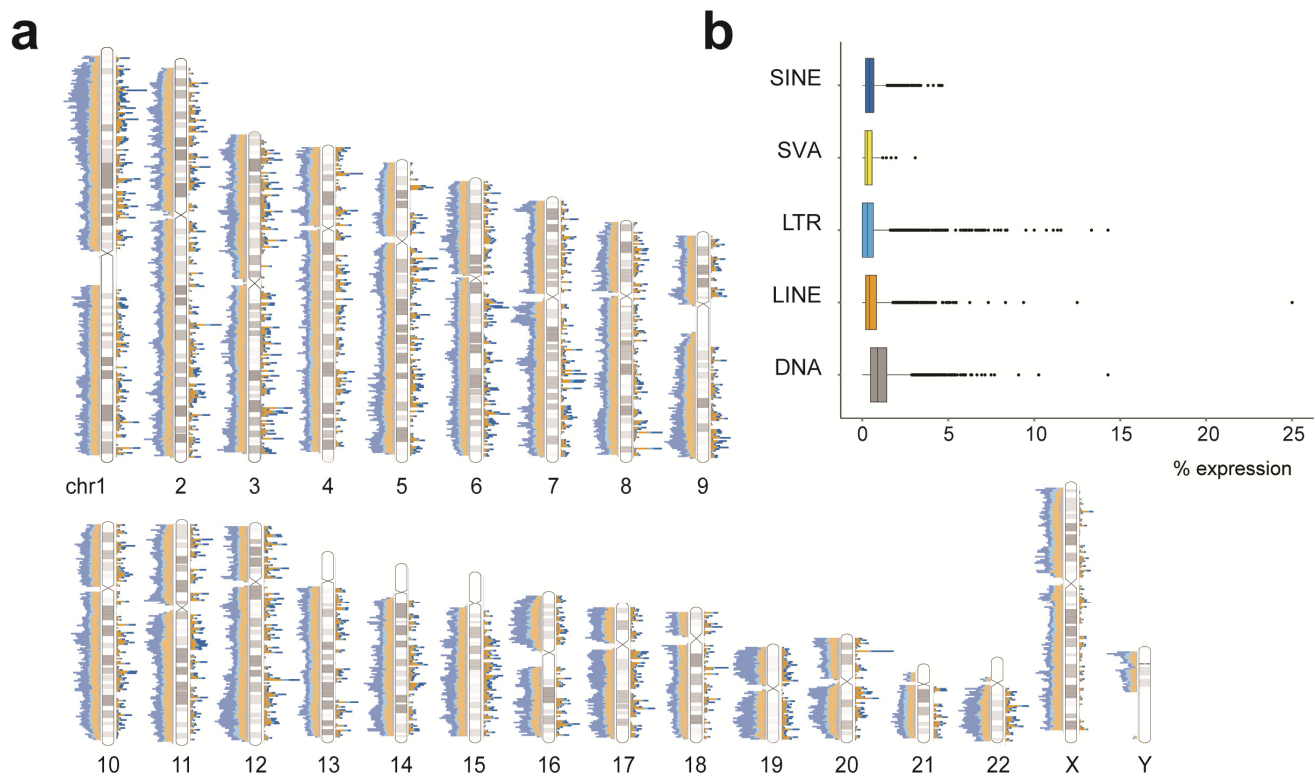 a
b
SINE
SVA
LTR
LINE
DNA
0 5 10 15 20 25
% expression
chr1 2 3 4 5 6 7 8 9
10 11 12 13 14 15 16 17 18 19 20 21 22 X Y